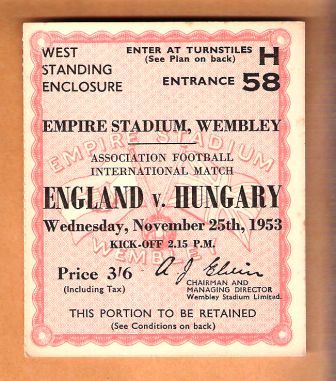 WEST
STANDING
ENCLOSURE
ENTER AT TURNSTILES
(See Plan on back)
H
ENTRANCE 58
EMPIRE STADIUM, WEMBLEY
ASSOCIATION FOOTBALL
INTERNATIONAL MATCH
ENGLAND v. HUNGARY
Wednesday, November 25th, 1953
KICK-OFF 2.15 P.M.
Price 3/6
(Including Tax)
A J Elvin
CHAIRMAN AND
MANAGING DIRECTOR
Wembley Stadium Limited.
THIS PORTION TO BE RETAINED
(See Conditions on back)
EMPIRE STADIUM
WEMBLEY